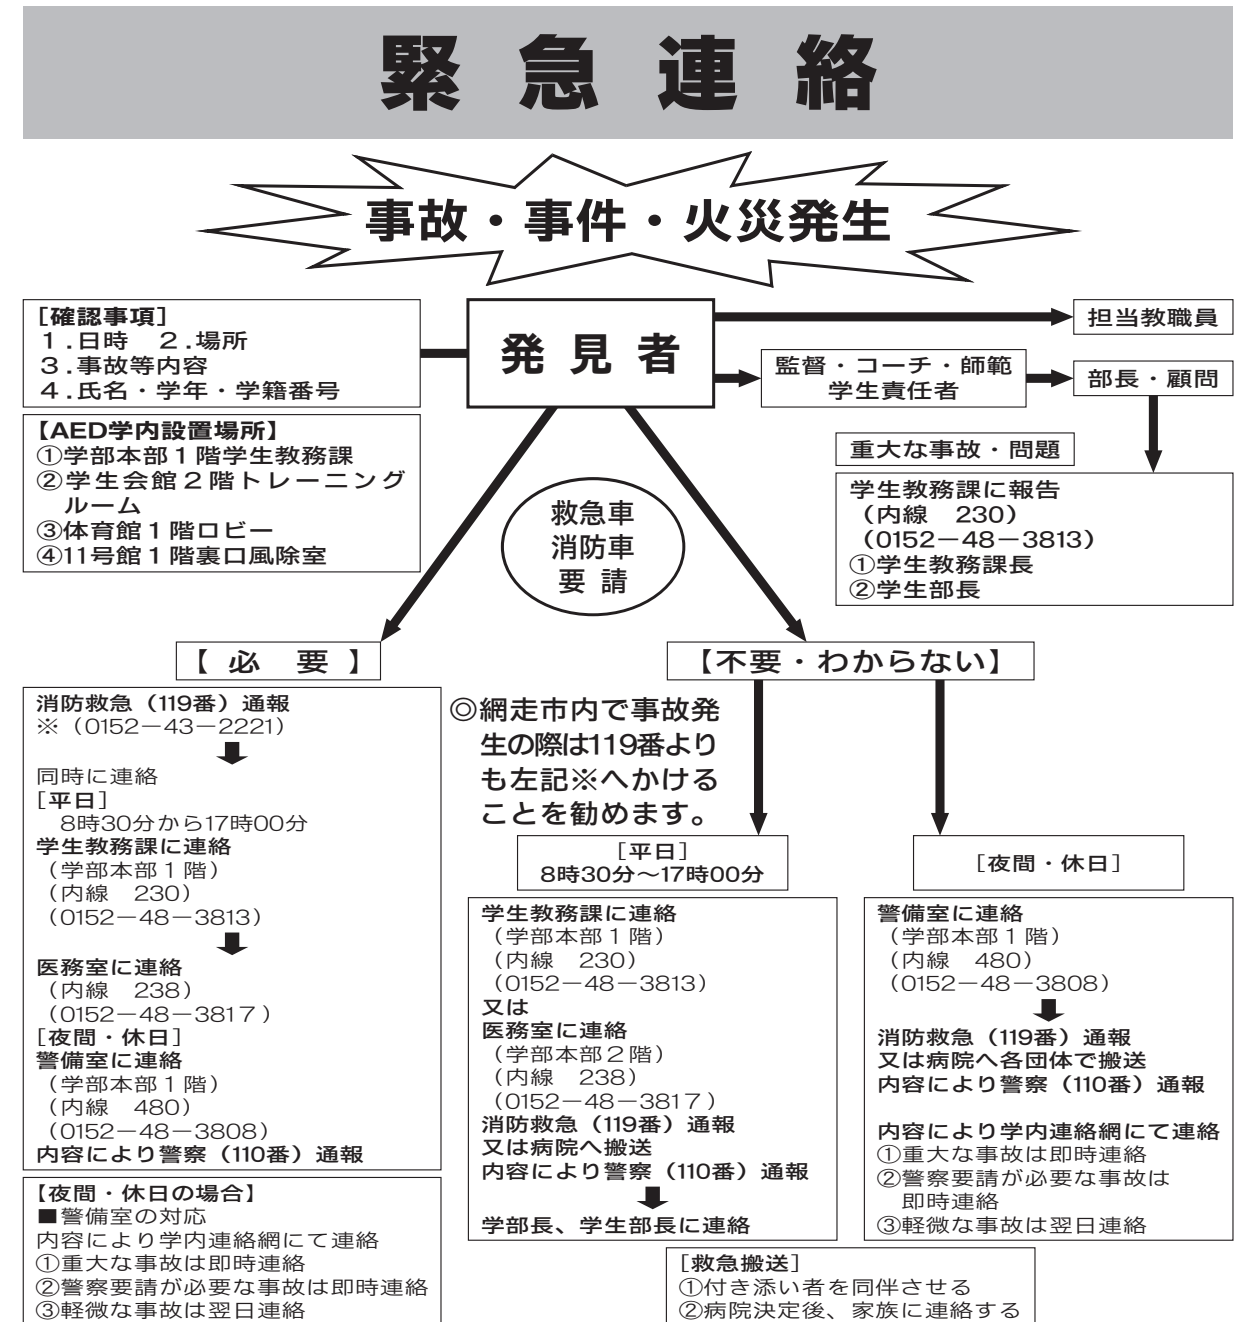 緊急連絡
事故・事件・火災発生
[確認事項]
１.日時　２.場所
３.事故等内容
４.氏名・学年・学籍番号
発見者
担当教職員
監督・コーチ・師範
学生責任者
部長・顧問
【AED学内設置場所】
①学部本部１階学生教務課
②学生会館２階トレーニング
ルーム
③体育館１階ロビー
④11号館１階裏口風除室
救急車
消防車
要請
重大な事故・問題
学生教務課に報告
（内線　230）
（0152－48－3813）
①学生教務課長
②学生部長
【必　要】
消防救急（119番）通報
※（0152－43－2221）
同時に連絡
[平日]
8時30分から17時00分
学生教務課に連絡
（学部本部１階）
（内線　230）
（0152－48－3813）
医務室に連絡
（内線　238）
（0152－48－3817）
[夜間・休日]
警備室に連絡
（学部本部１階）
（内線　480）
（0152－48－3808）
内容により警察（110番）通報
【夜間・休日の場合】
■警備室の対応
内容により学内連絡網にて連絡
①重大な事故は即時連絡
②警察要請が必要な事故は即時連絡
③軽微な事故は翌日連絡
【不要・わからない】
◎網走市内で事故発
生の際は119番より
も左記※へかける
ことを勧めます。
[平日]
8時30分～17時00分
学生教務課に連絡
（学部本部１階）
（内線　230）
（0152－48－3813）
又は
医務室に連絡
（学部本部２階）
（内線　238）
（0152－48－3817）
消防救急（119番）通報
又は病院へ搬送
内容により警察（110番）通報
学部長、学生部長に連絡
[夜間・休日]
警備室に連絡
（学部本部１階）
（内線　480）
（0152－48－3808）
消防救急（119番）通報
又は病院へ各団体で搬送
内容により警察（110番）通報
内容により学内連絡網にて連絡
①重大な事故は即時連絡
②警察要請が必要な事故は
即時連絡
③軽微な事故は翌日連絡
[救急搬送]
①付き添い者を同伴させる
②病院決定後、家族に連絡する